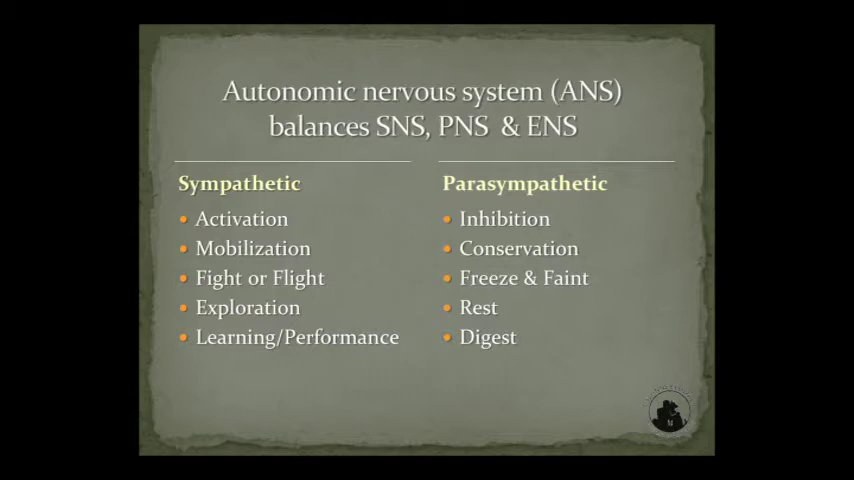 Autonomic nervous system (ANS)
balances SNS, PNS & ENS
Sympathetic
• Activation
• Mobilization
• Fight or Flight
• Exploration
• Learning/Performance
Parasympathetic
• Inhibition
• Conservation
• Freeze & Faint
• Rest
• Digest